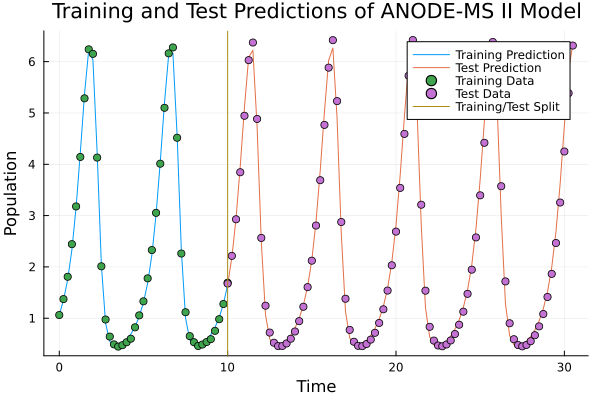 Training and Test Predictions of ANODE-MS II Model
Population
6
5
4
3
2
1
Training Prediction
Test Prediction
Training Data
Test Data
Training/Test Split
0
10
20
30
Time